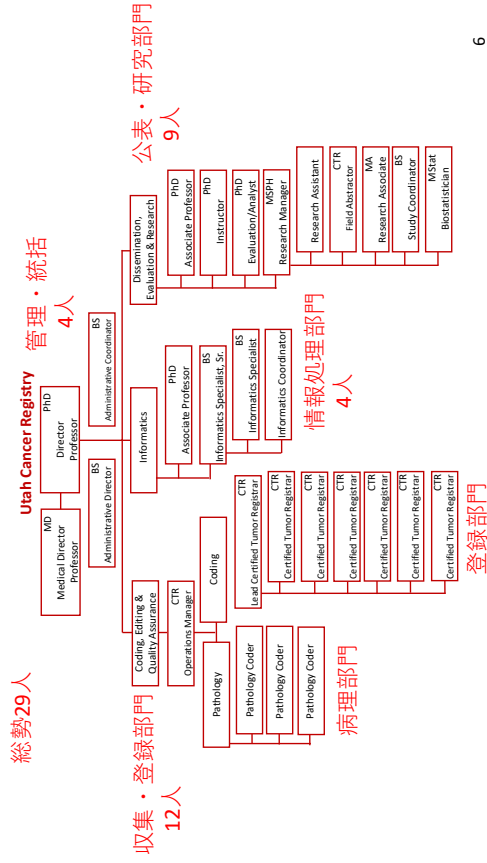 総勢29人
Utah Cancer Registry
管理・統括
4人
MD
Medical Director
Professor
PhD
Director
Professor
BS
Administrative Director
BS
Administrative Coordinator
収集・登録部門
12人
Coding, Editing &
Quality Assurance
CTR
Operations Manager
Pathology
Pathology Coder
Pathology Coder
Pathology Coder
病理部門
Coding
CTR
Lead Certified Tumor Registrar
CTR
Certified Tumor Registrar
CTR
Certified Tumor Registrar
CTR
Certified Tumor Registrar
CTR
Certified Tumor Registrar
CTR
Certified Tumor Registrar
CTR
Certified Tumor Registrar
登録部門
Informatics
PhD
Associate Professor
BS
Informatics Specialist, Sr.
BS
Informatics Specialist
Informatics Coordinator
情報処理部門
4人
公表・研究部門
9人
Dissemination,
Evaluation & Research
PhD
Associate Professor
PhD
Instructor
PhD
Evaluation/Analyst
MSPH
Research Manager
Research Assistant
CTR
Field Abstractor
MA
Research Associate
BS
Study Coordinator
MStat
Biostatistician
6